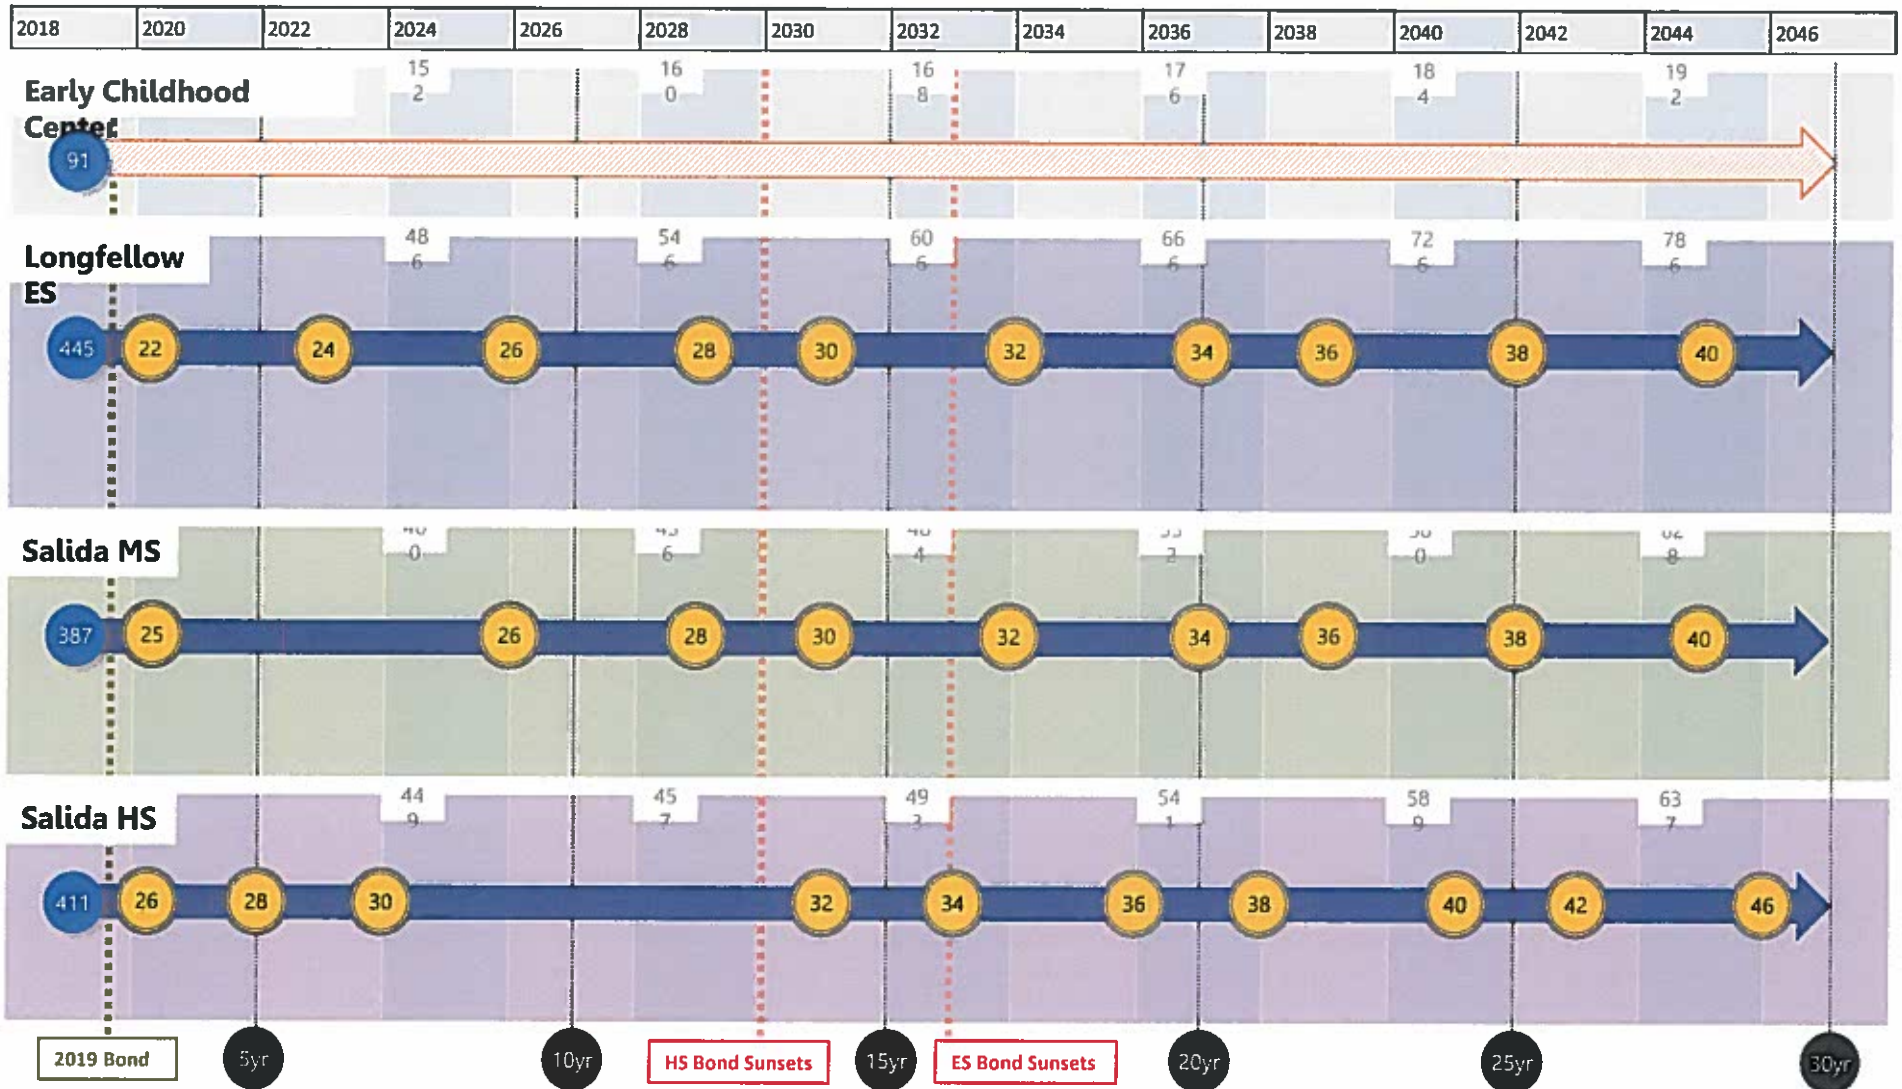 2018 2020 2022 2024 2026 2028 2030 2032 2034 2036 2038 2040 2042 2044 2046
Early Childhood
Center
15 16 16 17 18 19
2 0 8 6 4 2
91
Longfellow
ES
48 54 60 66 72 78
6 6 6 6 6 6
445 22 24 26 28 30 32 34 36 38 40
Salida MS
0 6 4 2 0 8
387 25 26 28 30 32 34 36 38 40
Salida HS
44 45 49 54 58 63
9 7 3 1 9 7
411 26 28 30 32 34 36 38 40 42 46
2019 Bond 5yr 10yr HS Bond Sunsets 15yr ES Bond Sunsets 20yr 25yr 30yr